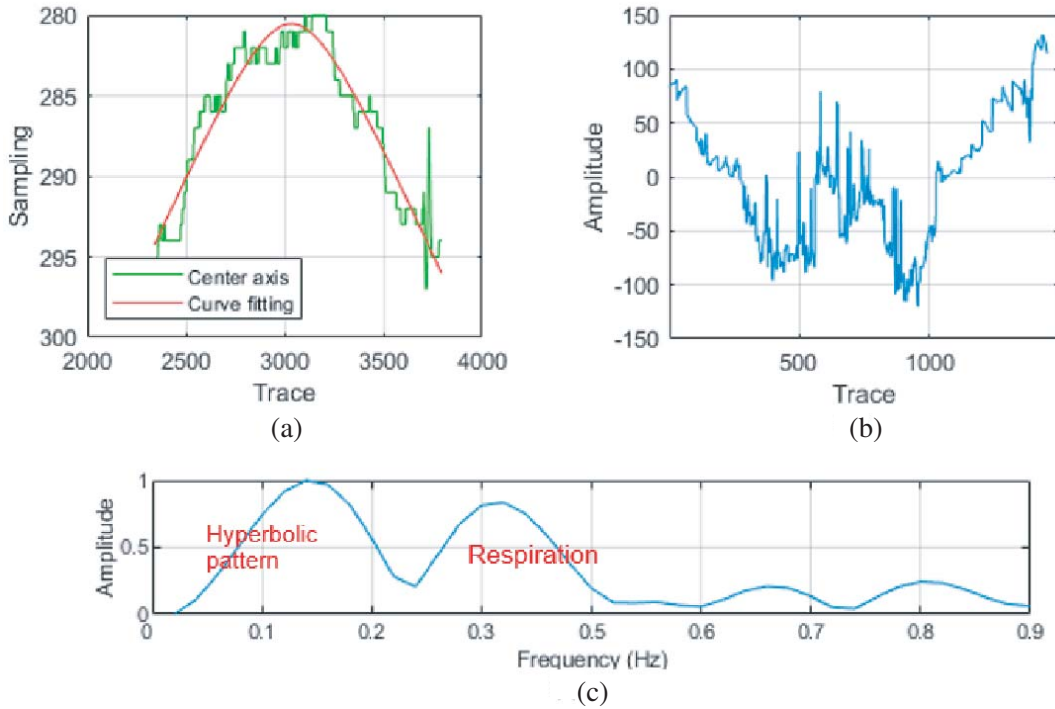 280
285
290
295
300
Sampling
Center axis
Curve fitting
2000
2500
3000
3500
4000
Trace
(a)
150
100
50
0
-50
-100
-150
Amplitude
500
1000
Trace
(b)
1
0.5
0
Amplitude
Hyperbolic
pattern
Respiration
0
0.1
0.2
0.3
0.4
0.5
0.6
0.7
0.8
0.9
Frequency (Hz)
(c)